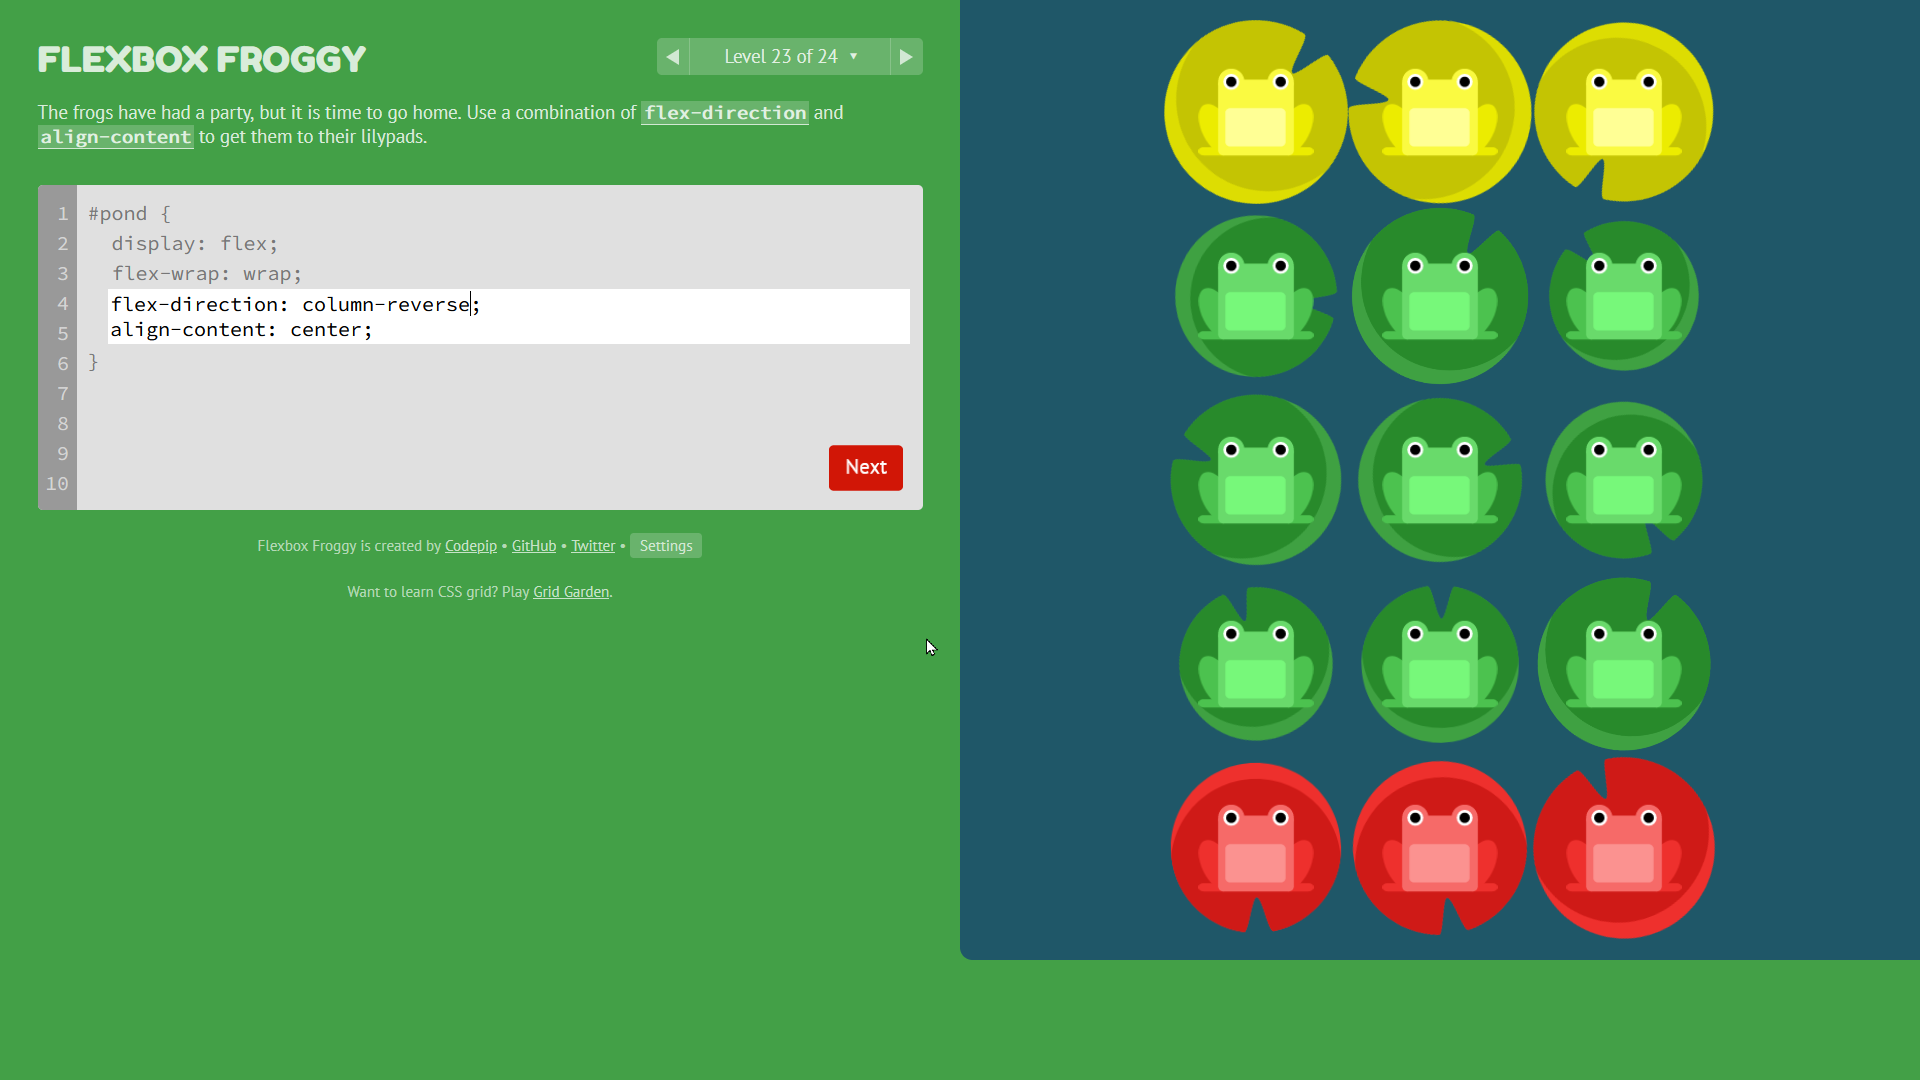 FLEXBOX FROGGY
◀ Level 23 of 24 ▼ ▶
The frogs have had a party, but it is time to go home. Use a combination of flex-direction and
align-content to get them to their lilypads.
1 #pond {
2 display: flex;
3 flex-wrap: wrap;
4 flex-direction: column-reverse;
5 align-content: center;
6 }
7
8
9
10
Next
Flexbox Froggy is created by Codepip • GitHub • Twitter • Settings
Want to learn CSS grid? Play Grid Garden.